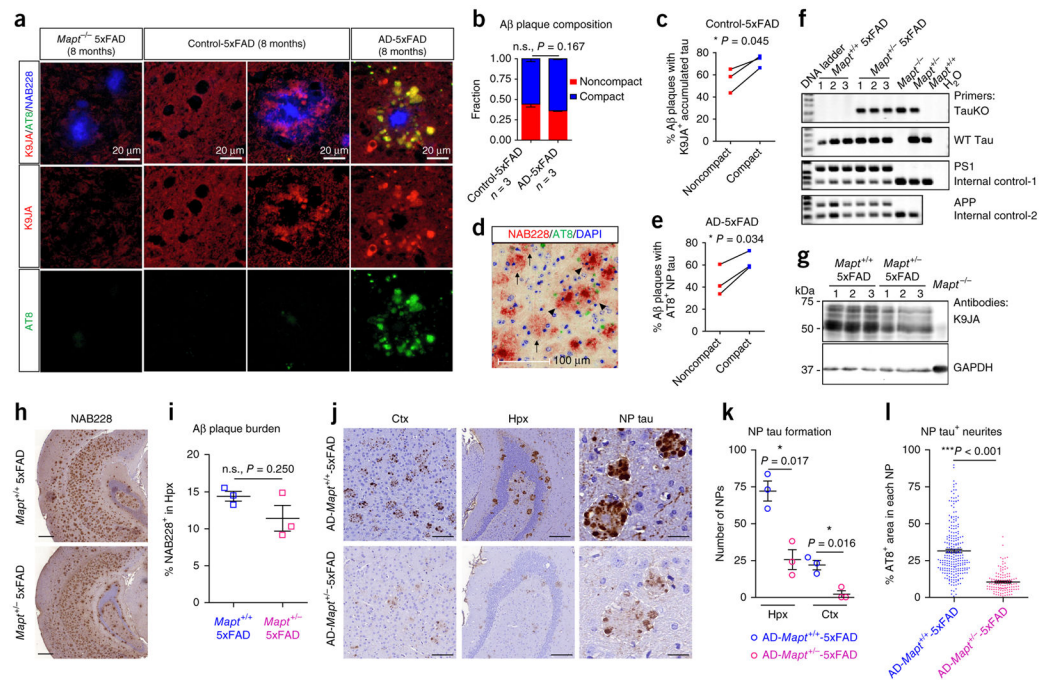 a
Mapt−/− 5xFAD
(8 months)
Control-5xFAD (8 months)
AD-5xFAD
(8 months)
K9JA/AT8/NAB228
20 μm
20 μm
20 μm
20 μm
K9JA
AT8
b
Aβ plaque composition
n.s., P = 0.167
Fraction
1.00
0.75
0.50
0.25
0
Noncompact
Compact
Control-5xFAD
n = 3
AD-5xFAD
n = 3
c
Control-5xFAD
* P = 0.045
% Aβ plaques with
K9JA+ accumulated tau
100
80
60
40
20
0
Noncompact
Compact
d
NAB228/AT8/DAPI
100 μm
e
AD-5xFAD
* P = 0.034
% Aβ plaques with
AT8+ NP tau
100
80
60
40
20
0
Noncompact
Compact
f
DNA ladder
Mapt+/+ 5xFAD
Mapt+/− 5xFAD
Mapt−/−
Mapt+/−
Mapt+/+
H2O
1 2 3 1 2 3
Primers:
TauKO
WT Tau
PS1
Internal control-1
APP
Internal control-2
g
Mapt+/+
5xFAD
Mapt+/−
5xFAD
Mapt−/−
kDa
1 2 3 1 2 3
Antibodies:
75
K9JA
50
37
GAPDH
h
NAB228
Mapt+/+ 5xFAD
Mapt+/− 5xFAD
i
Aβ plaque burden
n.s., P = 0.250
% NAB228+ in Hpx
20
15
10
5
0
Mapt+/+
5xFAD
Mapt+/−
5xFAD
j
Ctx
Hpx
NP tau
AD-Mapt+/+-5xFAD
AD-Mapt+/−-5xFAD
k
NP tau formation
*
P = 0.017
*
P = 0.016
Number of NPs
100
75
50
25
0
Hpx
Ctx
AD-Mapt+/+-5xFAD
AD-Mapt+/−-5xFAD
l
NP tau+ neurites
***P < 0.001
% AT8+ area in each NP
100
80
60
40
20
0
AD-Mapt+/+-5xFAD
AD-Mapt+/−-5xFAD